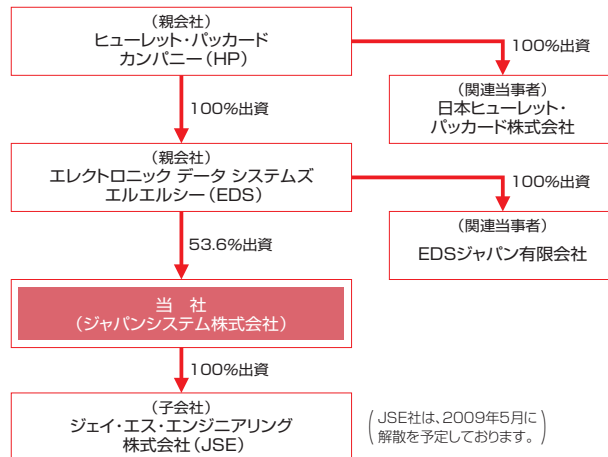 (親会社)
ヒューレット・パッカード
カンパニー(HP)
100%出資
(関連当事者)
日本ヒューレット・
パッカード株式会社
100%出資
(親会社)
エレクトロニック データ システムズ
エルエルシー(EDS)
100%出資
(関連当事者)
EDSジャパン有限会社
53.6%出資
当 社
(ジャパンシステム株式会社)
100%出資
(子会社)
ジェイ・エス・エンジニアリング
株式会社(JSE)
(JSE社は、2009年5月に
解散を予定しております。)